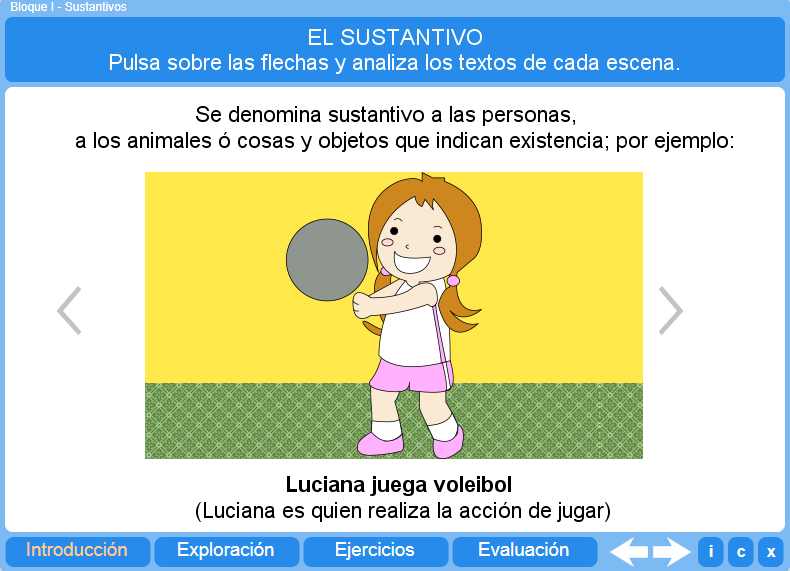 Bloque I - Sustantivos
EL SUSTANTIVO
Pulsa sobre las flechas y analiza los textos de cada escena.
Se denomina sustantivo a las personas,
a los animales ó cosas y objetos que indican existencia; por ejemplo:
Luciana juega voleibol
(Luciana es quien realiza la acción de jugar)
Introducción Exploración Ejercicios Evaluación i c x